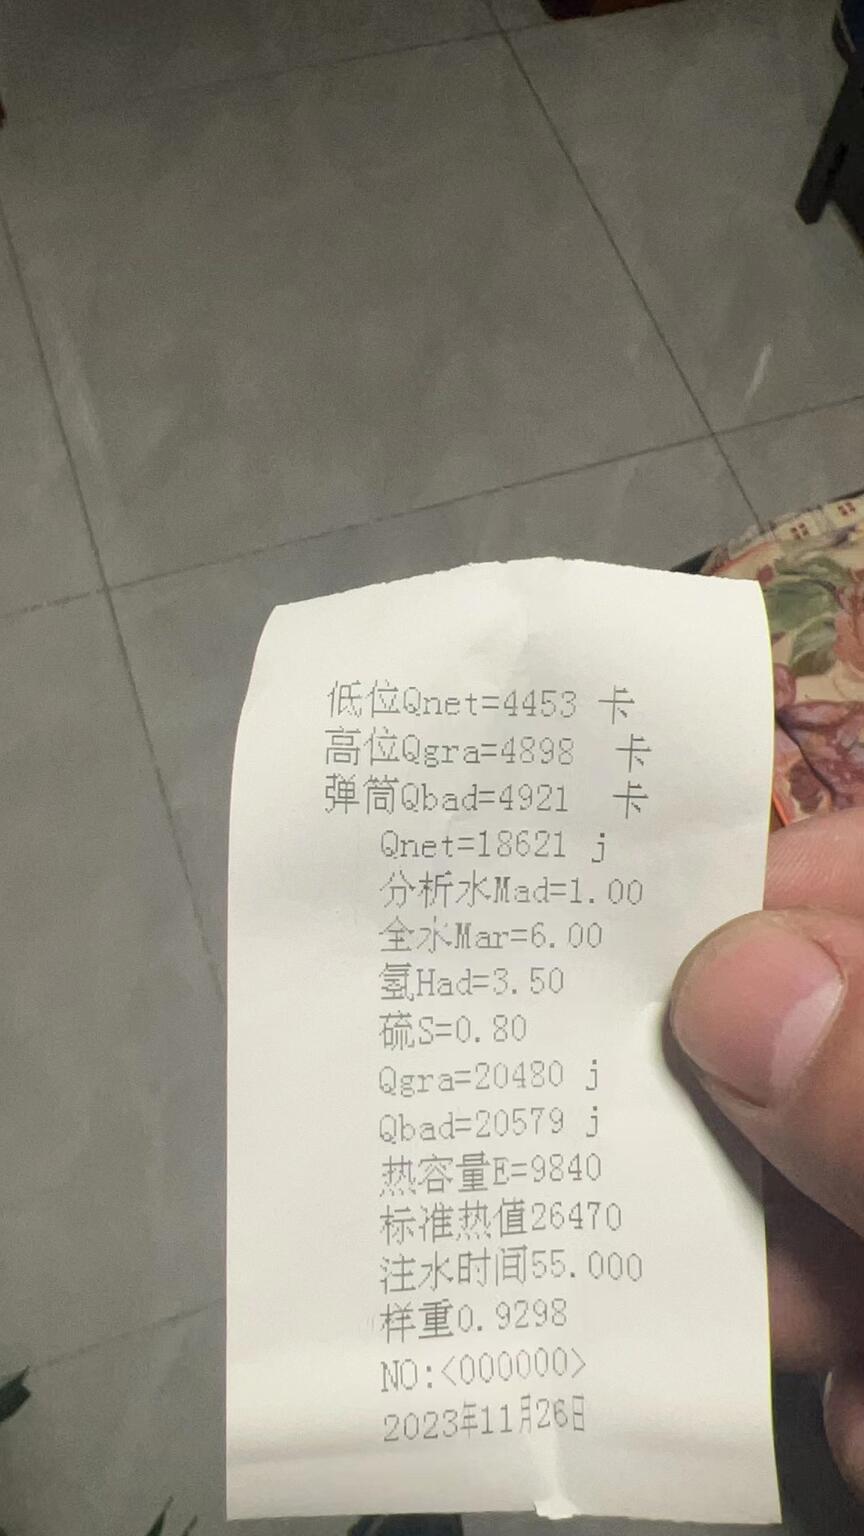 低位Qnet=4453 卡
高位Qgra=4898 卡
弹筒Qbad=4921 卡
Qnet=18621 j
分析水Mad=1.00
全水Mar=6.00
氢Had=3.50
硫S=0.80
Qgra=20480 j
Qbad=20579 j
热容量E=9840
标准热值26470
注水时间55.000
样重0.9298
NO:<000000>
2023年11月26日